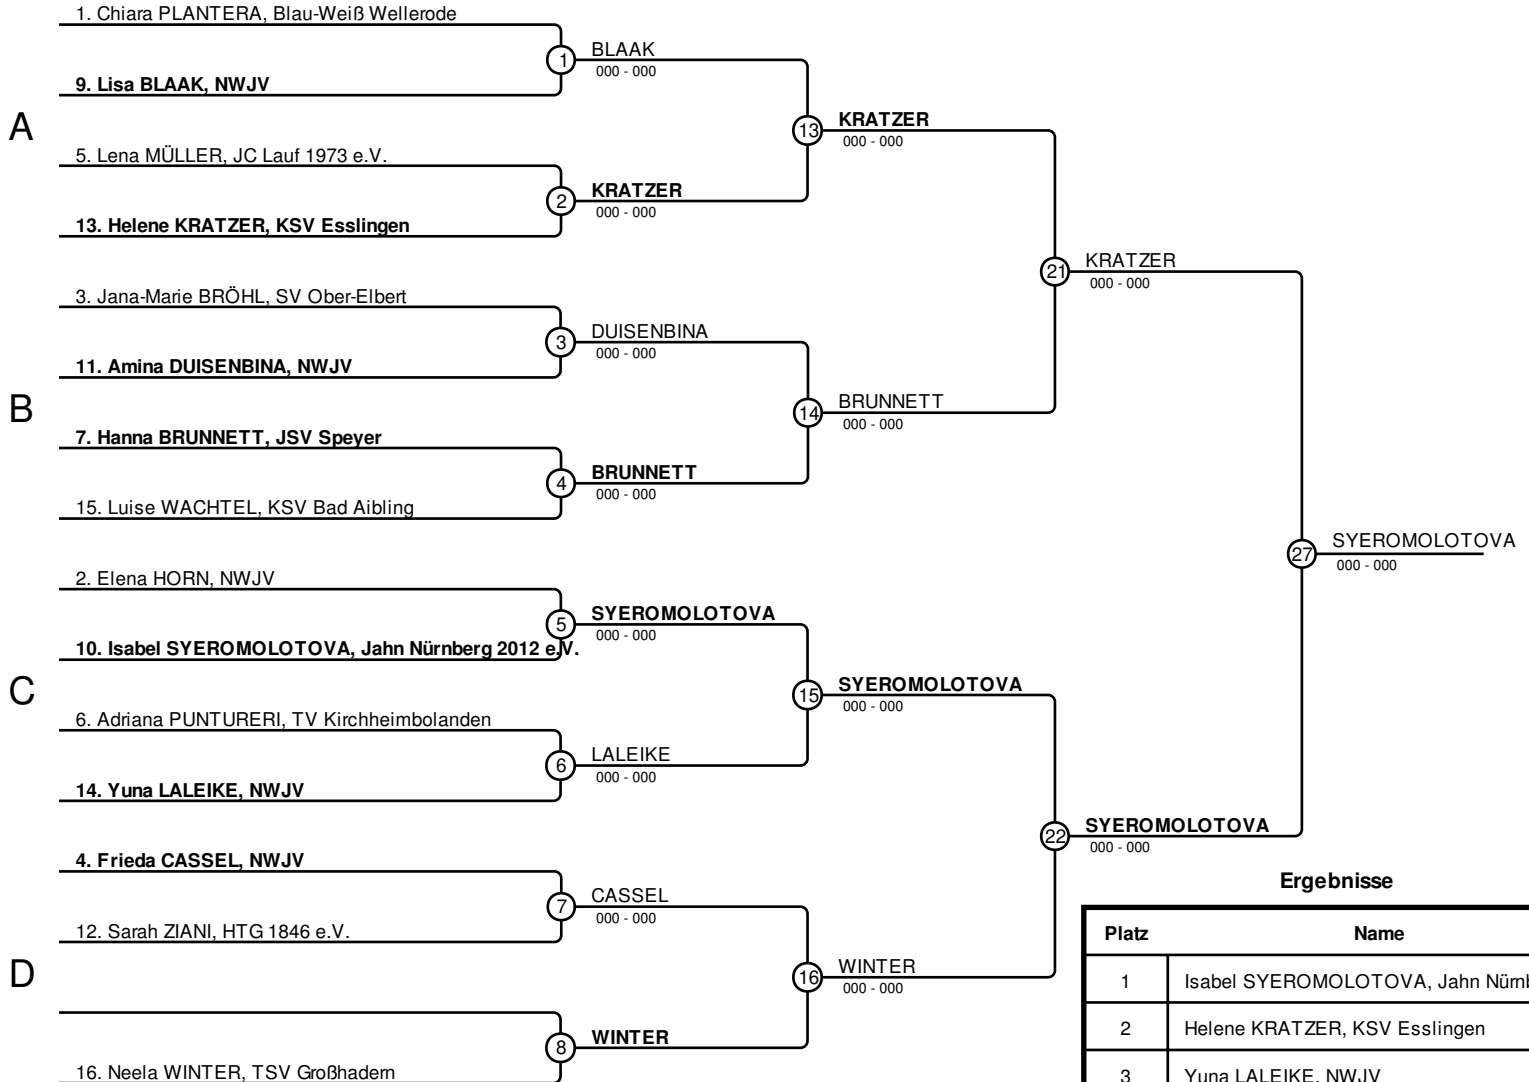 1. Chiara PLANTERA, Blau-Weiß Wellerode
1
BLAAK
000 - 000
9. Lisa BLAAK, NWJV
A
13
KRATZER
000 - 000
5. Lena MÜLLER, JC Lauf 1973 e.V.
2
KRATZER
000 - 000
13. Helene KRATZER, KSV Esslingen
21
KRATZER
000 - 000
3. Jana-Marie BRÖHL, SV Ober-Elbert
3
DUISENBINA
000 - 000
11. Amina DUISENBINA, NWJV
B
14
BRUNNETT
000 - 000
7. Hanna BRUNNETT, JSV Speyer
4
BRUNNETT
000 - 000
15. Luise WACHTEL, KSV Bad Aibling
27
SYEROMOLOTOVA
000 - 000
2. Elena HORN, NWJV
5
SYEROMOLOTOVA
000 - 000
10. Isabel SYEROMOLOTOVA, Jahn Nürnberg 2012 e.V.
C
15
SYEROMOLOTOVA
000 - 000
6. Adriana PUNTURERI, TV Kirchheimbolanden
6
LALEIKE
000 - 000
14. Yuna LALEIKE, NWJV
22
SYEROMOLOTOVA
000 - 000
4. Frieda CASSEL, NWJV
7
CASSEL
000 - 000
12. Sarah ZIANI, HTG 1846 e.V.
D
16
WINTER
000 - 000
8
WINTER
16. Neela WINTER, TSV Großhadern
Ergebnisse
Platz Name
1 Isabel SYEROMOLOTOVA, Jahn
2 Helene KRATZER, KSV Esslingen
3 Yuna LALEIKE, NWJV